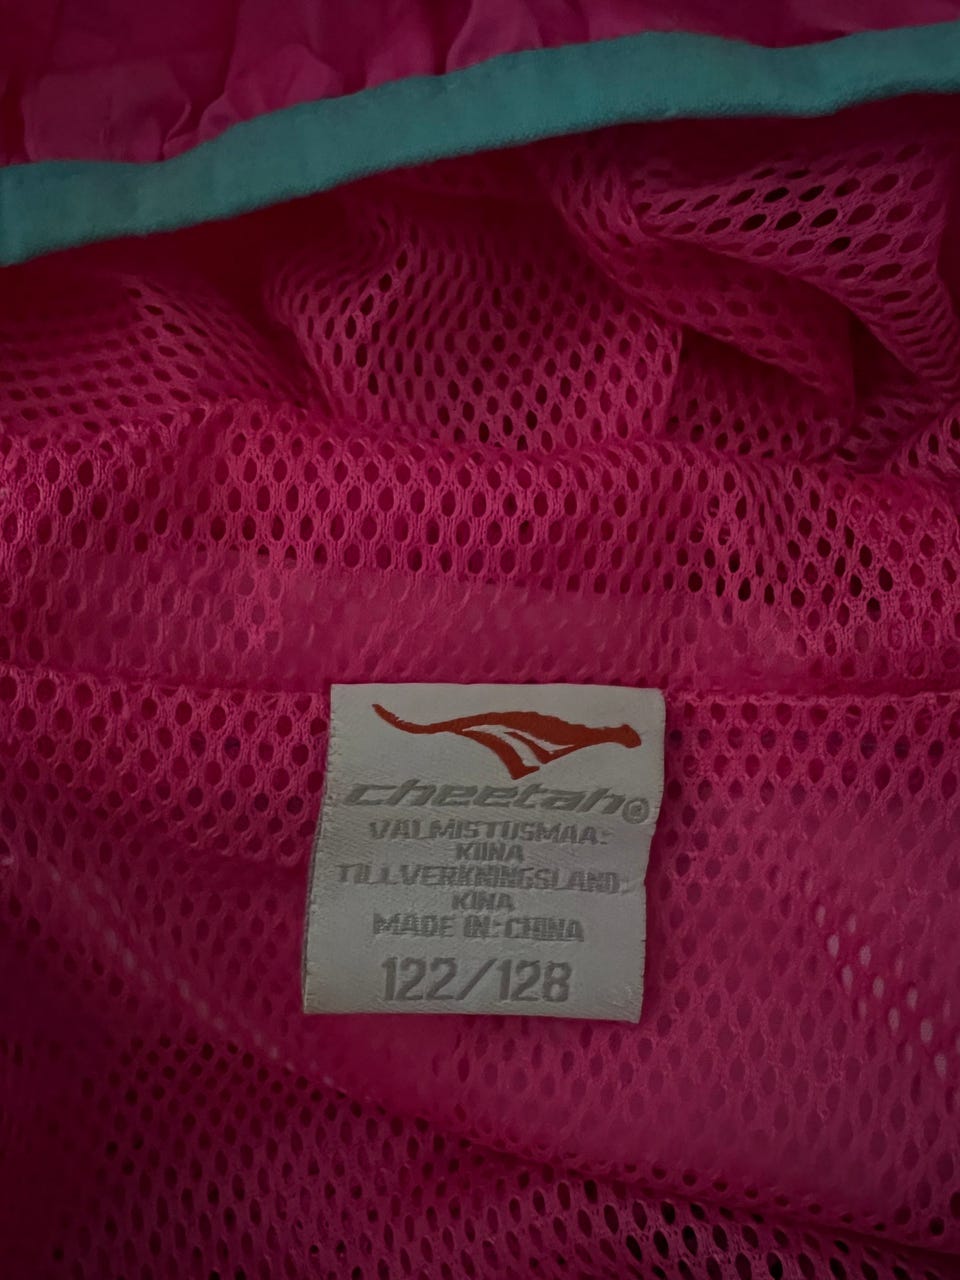 cheetah®
VALMISTUSMAA:
KIINA
TILLVERKNINGSLAND:
KINA
MADE IN: CHINA
122/128